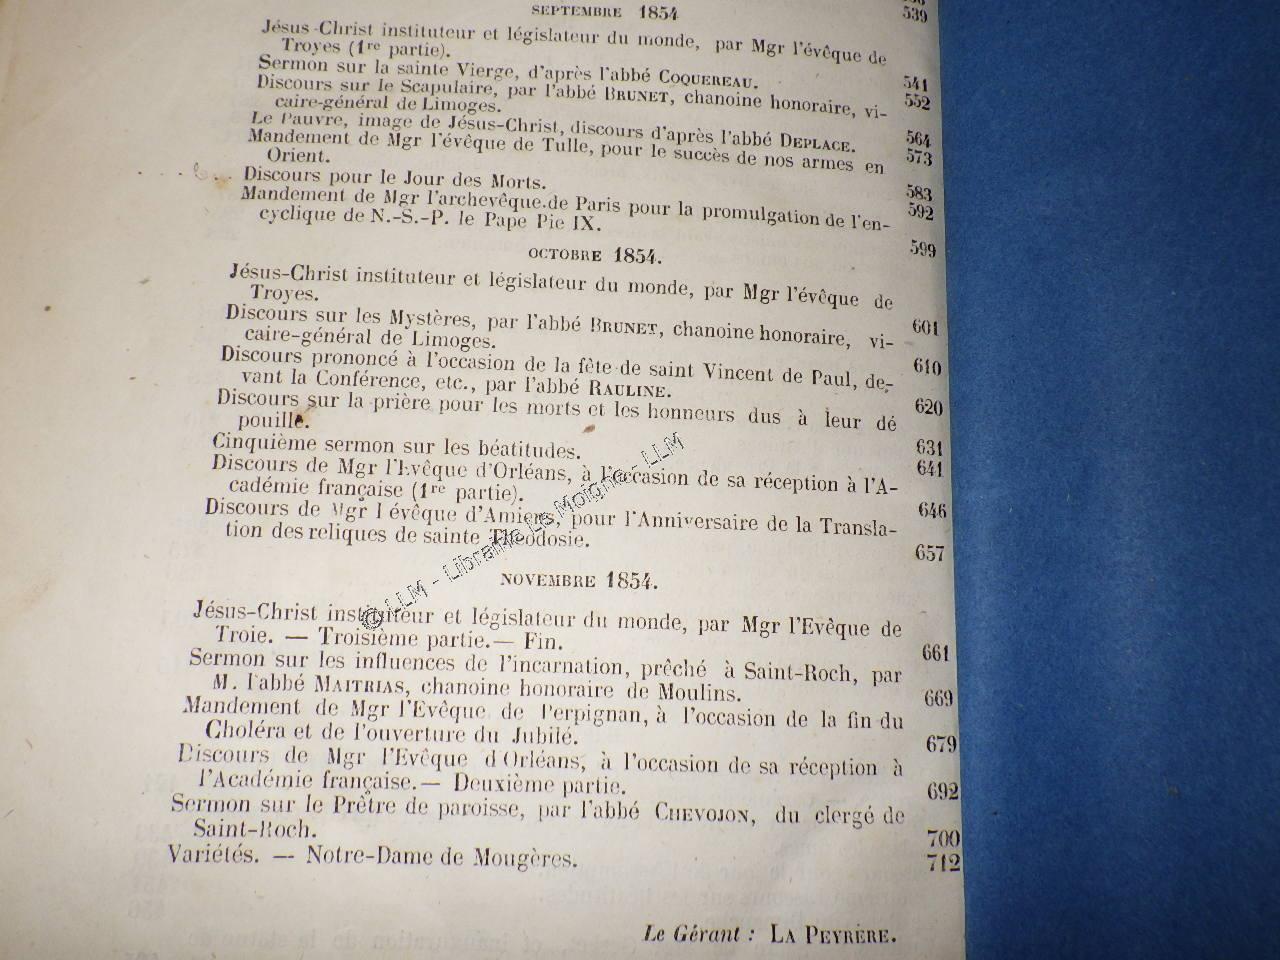 539
SEPTEMBRE 1854
Jésus-Christ instituteur et législateur du monde, par Mgr l'évêque de
Troyes (1re partie). 541
Sermon sur la sainte Vierge, d'après l'abbé COQUEREAU. 552
Discours sur le Scapulaire, par l'abbé BRUNET, chanoine honoraire, vi-
caire-général de Limoges. 564
Le Pauvre, image de Jésus-Christ, discours d'après l'abbé DEPLACE. 573
Mandement de Mgr l'évêque de Tulle, pour le succès de nos armes en
Orient. 583
Discours pour le Jour des Morts. 592
Mandement de Mgr l'archevêque de Paris pour la promulgation de l'en-
cyclique de N.-S.-P. le Pape Pie IX. 599
OCTOBRE 1854.
Jésus-Christ instituteur et législateur du monde, par Mgr l'évêque de
Troyes. 601
Discours sur les Mystères, par l'abbé BRUNET, chanoine honoraire, vi-
caire-général de Limoges. 610
Discours prononcé à l'occasion de la fête de saint Vincent de Paul, de-
vant la Conférence, etc., par l'abbé RAULINE. 620
Discours sur la prière pour les morts et les honneurs dus à leur dé
pouille. 631
Cinquième sermon sur les béatitudes. 641
Discours de Mgr l'Evêque d'Orléans, à l'occasion de sa réception à l'A-
cadémie française (1re partie). 646
Discours de Mgr l'évêque d'Amiens, pour l'Anniversaire de la Transla-
tion des reliques de sainte Théodosie. 657
NOVEMBRE 1854.
Jésus-Christ instituteur et législateur du monde, par Mgr l'Evêque de
Troie. — Troisième partie. — Fin. 661
Sermon sur les influences de l'incarnation, prêché à Saint-Roch, par
M. l'abbé MAITRIAS, chanoine honoraire de Moulins. 669
Mandement de Mgr l'Evêque de Perpignan, à l'occasion de la fin du
Choléra et de l'ouverture du Jubilé. 679
Discours de Mgr l'Evêque d'Orléans, à l'occasion de sa réception à
l'Académie française. — Deuxième partie. 692
Sermon sur le Prêtre de paroisse, par l'abbé CHEVOJON, du clergé de
Saint-Roch. 700
Variétés. — Notre-Dame de Mougères. 712
Le Gérant : LA PEYRÈRE.
© LLM - Librairie Le Moigne - LLM